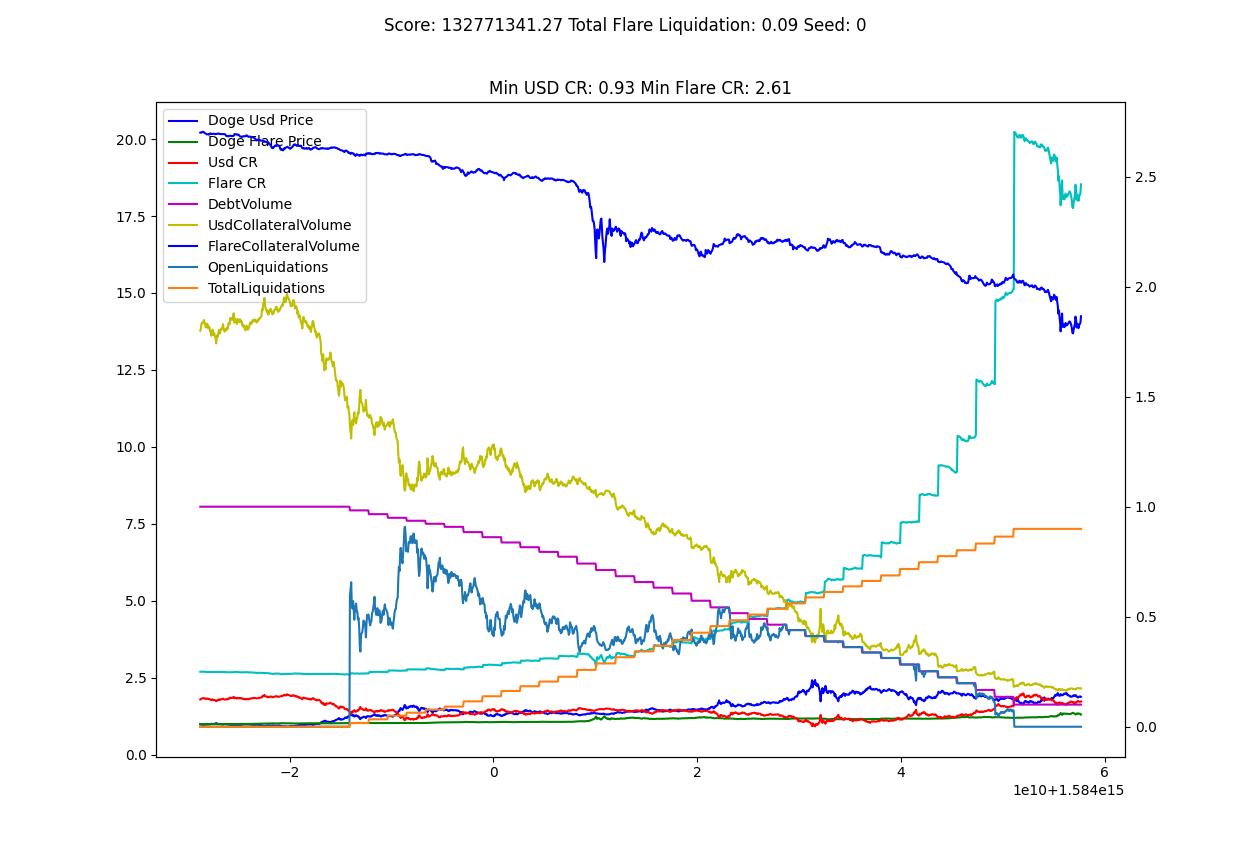 Score: 132771341.27 Total Flare Liquidation: 0.09 Seed: 0
Min USD CR: 0.93 Min Flare CR: 2.61
Doge Usd Price
Doge Flare Price
Usd CR
Flare CR
DebtVolume
UsdCollateralVolume
FlareCollateralVolume
OpenLiquidations
TotalLiquidations
20.0
17.5
15.0
12.5
10.0
7.5
5.0
2.5
0.0
2.5
2.0
1.5
1.0
0.5
0.0
−2 0 2 4 6
1e10+1.584e15